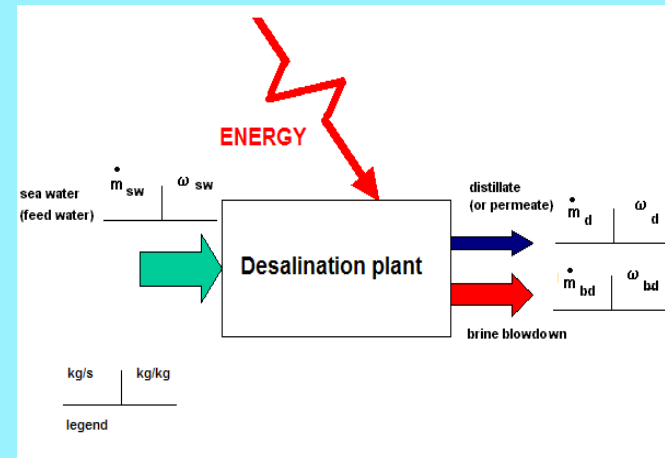 ENERGY
sea water
(feed water)
ṁ sw ω sw
Desalination plant
distillate
(or permeate)
ṁ d ω d
ṁ bd ω bd
brine blowdown
kg/s kg/kg
legend